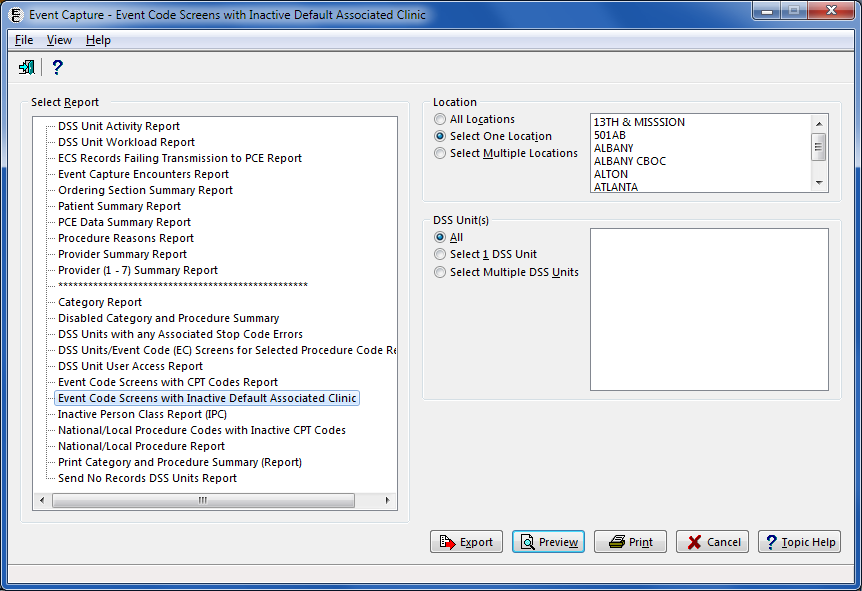 Event Capture - Event Code Screens with Inactive Default Associated Clinic
File View Help
Select Report
DSS Unit Activity Report
DSS Unit Workload Report
ECS Records Failing Transmission to PCE Report
Event Capture Encounters Report
Ordering Section Summary Report
Patient Summary Report
PCE Data Summary Report
Procedure Reasons Report
Provider Summary Report
Provider (1 - 7) Summary Report
**************************************************
Category Report
Disabled Category and Procedure Summary
DSS Units with any Associated Stop Code Errors
DSS Units/Event Code (EC) Screens for Selected Procedure Code Re
DSS Unit User Access Report
Event Code Screens with CPT Codes Report
Event Code Screens with Inactive Default Associated Clinic
Inactive Person Class Report (IPC)
National/Local Procedure Codes with Inactive CPT Codes
National/Local Procedure Report
Print Category and Procedure Summary (Report)
Send No Records DSS Units Report
Location
All Locations
Select One Location
Select Multiple Locations
13TH & MISSSION
501AB
ALBANY
ALBANY CBOC
ALTON
ATLANTA
DSS Unit(s)
All
Select 1 DSS Unit
Select Multiple DSS Units
Export Preview Print Cancel Topic Help